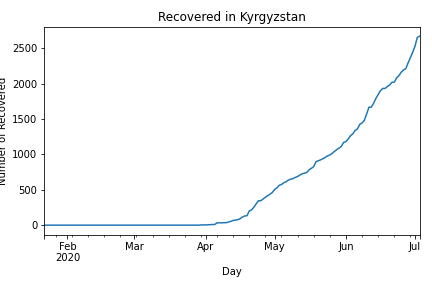 Recovered in Kyrgyzstan
Number of Recovered
2500
2000
1500
1000
500
0
Feb Mar Apr May Jun Jul
2020
Day